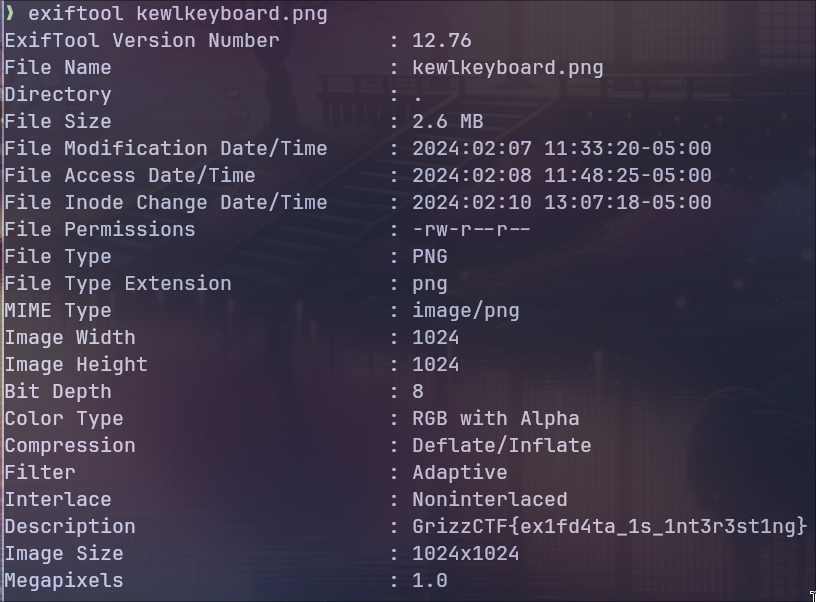 ❱ exiftool kewlkeyboard.png
ExifTool Version Number : 12.76
File Name : kewlkeyboard.png
Directory : .
File Size : 2.6 MB
File Modification Date/Time : 2024:02:07 11:33:20-05:00
File Access Date/Time : 2024:02:08 11:48:25-05:00
File Inode Change Date/Time : 2024:02:10 13:07:18-05:00
File Permissions : -rw-r--r--
File Type : PNG
File Type Extension : png
MIME Type : image/png
Image Width : 1024
Image Height : 1024
Bit Depth : 8
Color Type : RGB with Alpha
Compression : Deflate/Inflate
Filter : Adaptive
Interlace : Noninterlaced
Description : GrizzCTF{ex1fd4ta_1s_1nt3r3st1ng}
Image Size : 1024x1024
Megapixels : 1.0